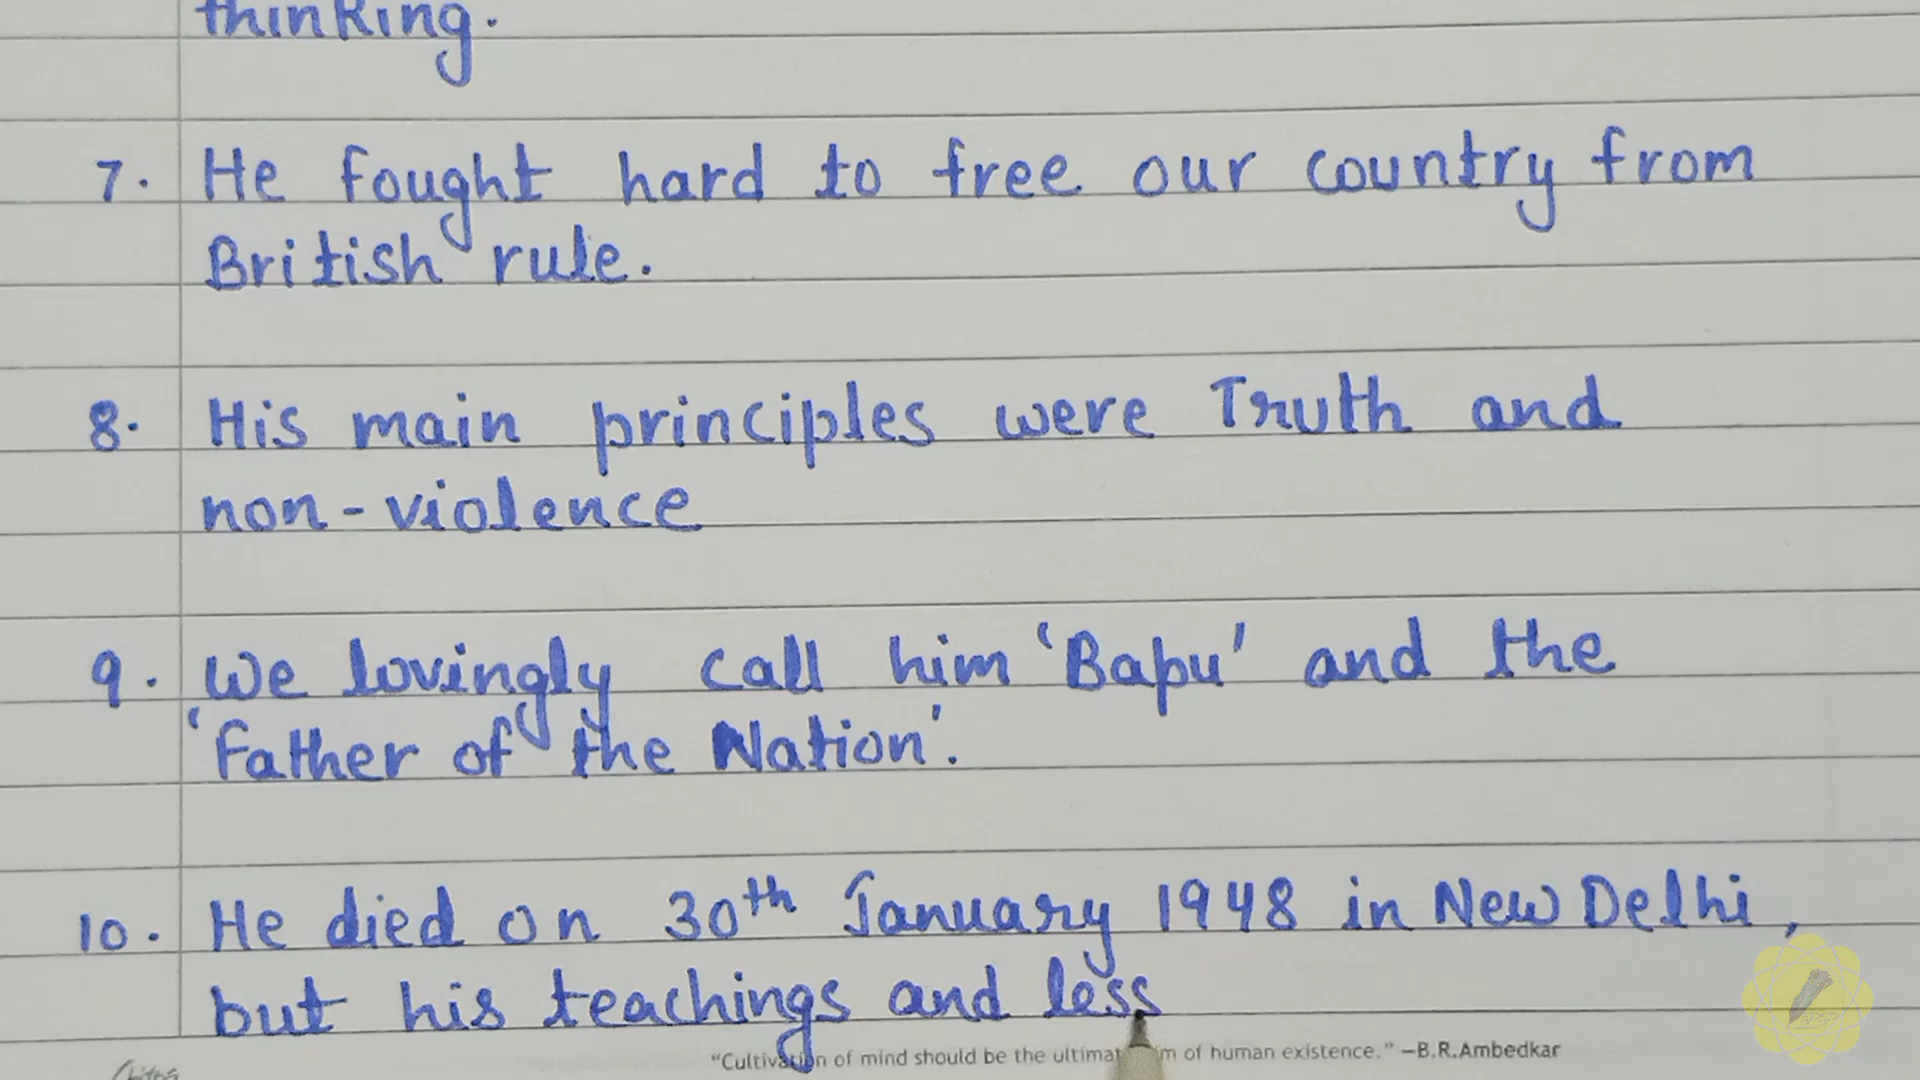 thinking.
7. He fought hard to free our country from
British rule.
8. His main principles were Truth and
non-violence
9. We lovingly call him 'Bapu' and the
'Father of the Nation'.
10. He died on 30th January 1948 in New Delhi,
but his teachings and less
"Cultivation of mind should be the ultimate aim of human existence." —B.R.Ambedkar